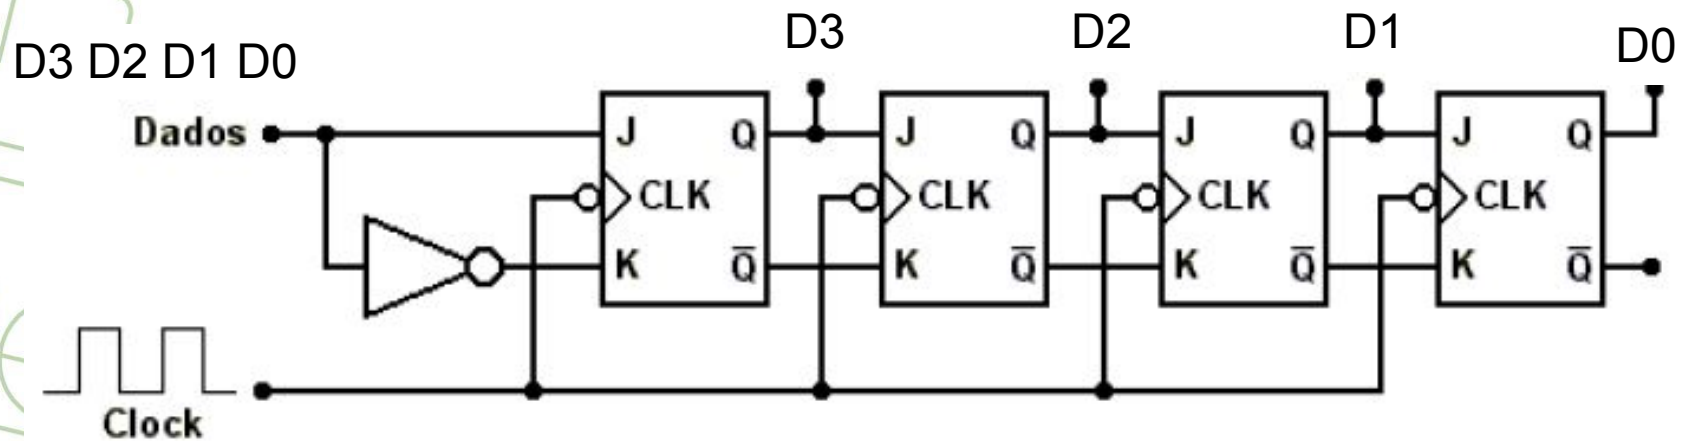 D3 D2 D1 D0
D3
D2
D1
D0
Dados
J Q J Q J Q J Q
CLK CLK CLK CLK
K Q̅ K Q̅ K Q̅ K Q̅
Clock